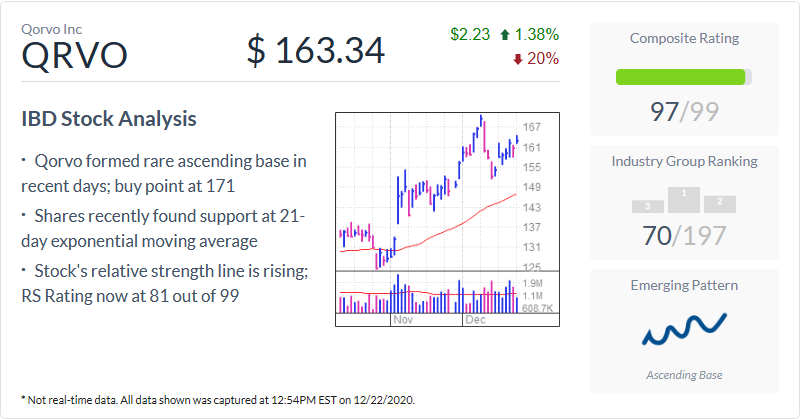 Qorvo Inc
QRVO
$ 163.34
$2.23 1.38%
20%
IBD Stock Analysis
· Qorvo formed rare ascending base in
recent days; buy point at 171
· Shares recently found support at 21-
day exponential moving average
· Stock's relative strength line is rising;
RS Rating now at 81 out of 99
167
161
155
149
143
137
131
125
1.9M
1.1M
608.7K
Nov
Dec
Composite Rating
97/99
Industry Group Ranking
3
1
2
70/197
Emerging Pattern
Ascending Base
* Not real-time data. All data shown was captured at 12:54PM EST on 12/22/2020.